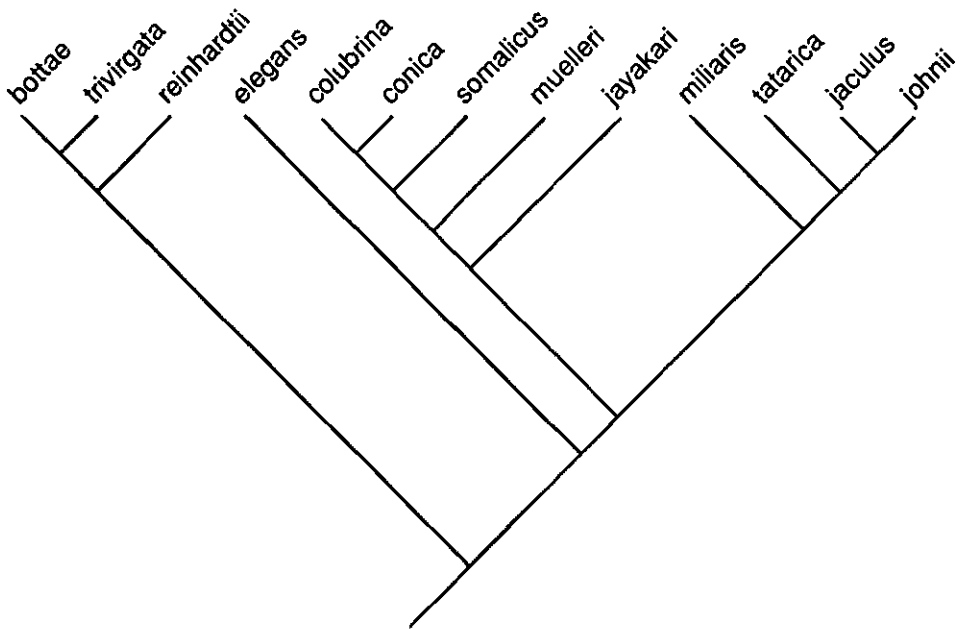 bottae
trivirgata
reinhardtii
elegans
colubrina
conica
somalicus
muelleri
jayakari
miliaris
tatarica
jaculus
johnii